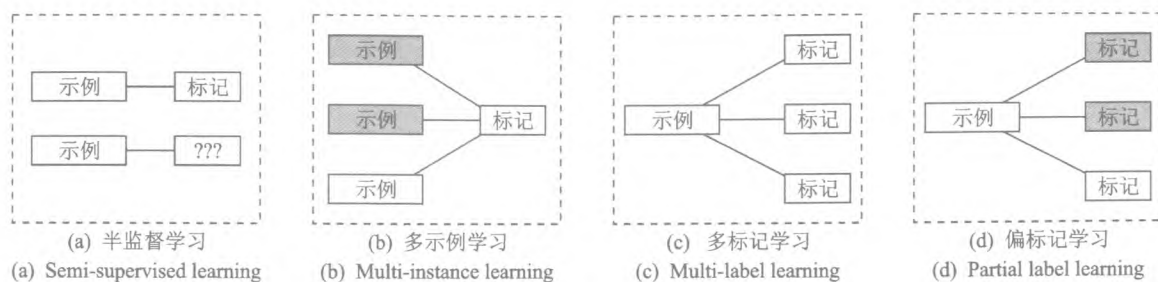 示例 标记
示例 ???
(a) 半监督学习
(a) Semi-supervised learning
示例
示例 标记
示例
(b) 多示例学习
(b) Multi-instance learning
标记
示例 标记
标记
(c) 多标记学习
(c) Multi-label learning
标记
示例 标记
标记
(d) 偏标记学习
(d) Partial label learning